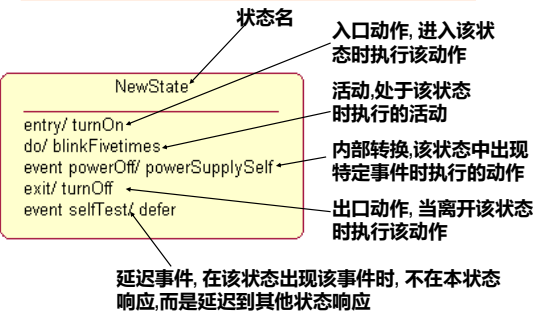 状态名
入口动作, 进入该状
态时执行该动作
NewState
entry/ turnOn
do/ blinkFivetimes
event powerOff/ powerSupplySelf
exit/ turnOff
event selfTest/ defer
活动,处于该状态
时执行的活动
内部转换,该状态中出现
特定事件时执行的动作
出口动作, 当离开该状态
时执行该动作
延迟事件, 在该状态出现该事件时, 不在本状态
响应,而是延迟到其他状态响应